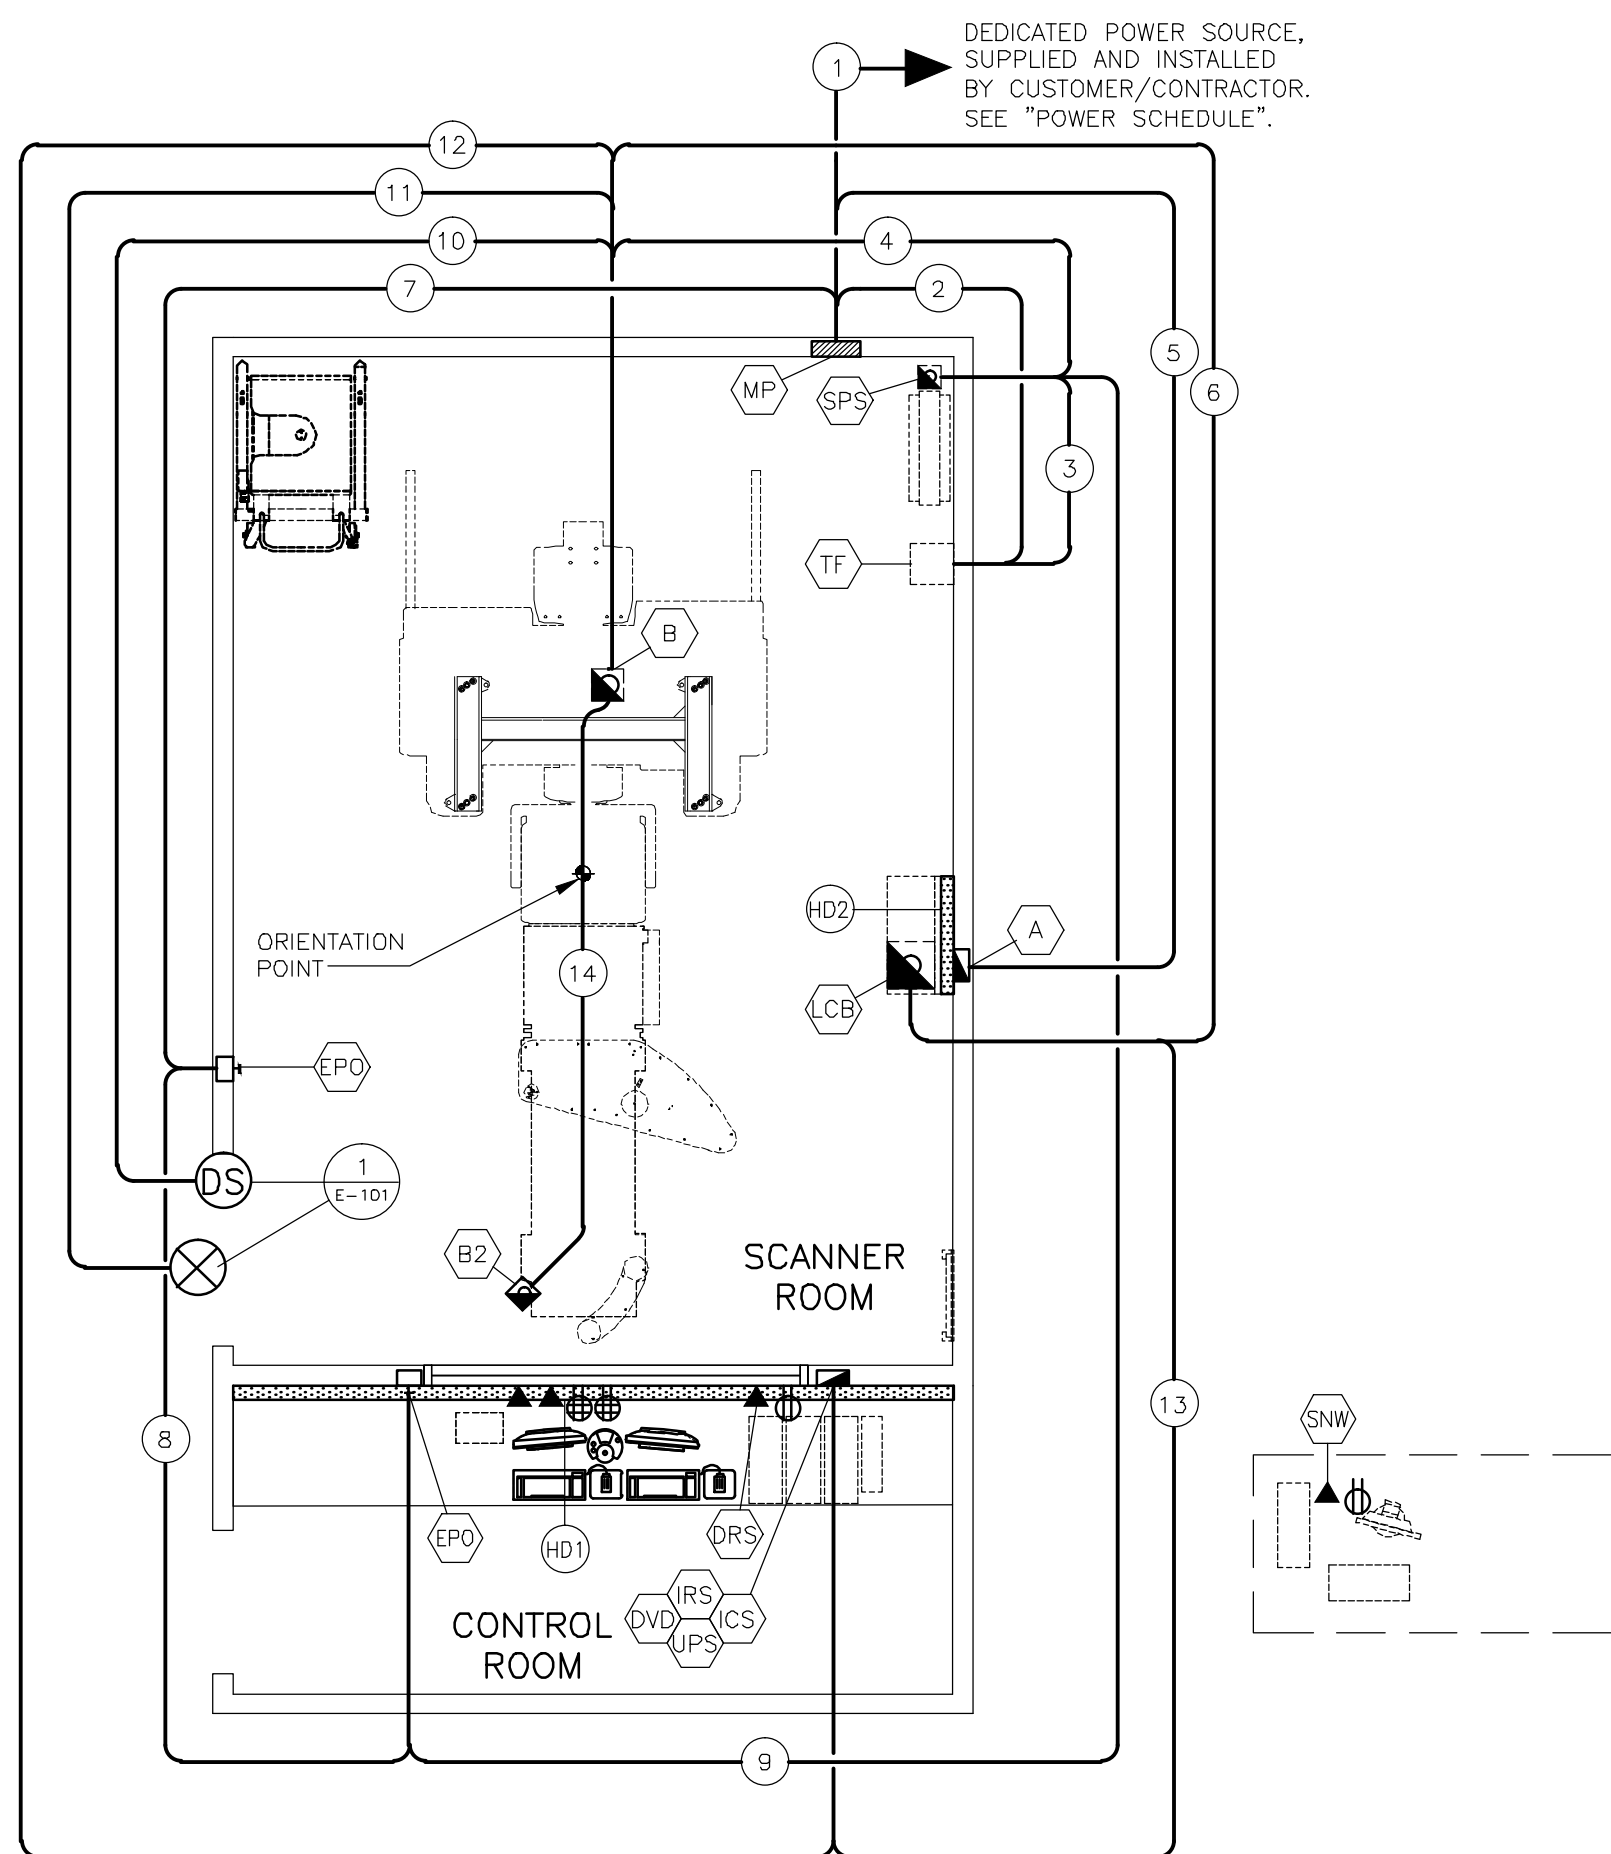 DEDICATED POWER SOURCE,
SUPPLIED AND INSTALLED
BY CUSTOMER/CONTRACTOR.
SEE "POWER SCHEDULE".
1
12
11
10
4
7
2
5
6
MP
SPS
3
TF
B
HD2
A
ORIENTATION
POINT
14
LCB
EPO
DS
1
E-101
B2
SCANNER
ROOM
8
13
SNW
EPO
HD1
DRS
IRS
DVD
ICS
UPS
CONTROL
ROOM
9